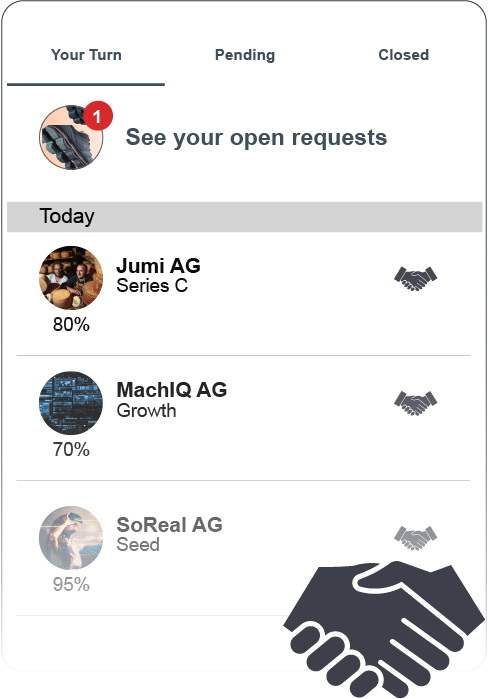 Your Turn Pending Closed
1
See your open requests
Today
Jumi AG
Series C
80%
MachIQ AG
Growth
70%
SoReal AG
Seed
95%